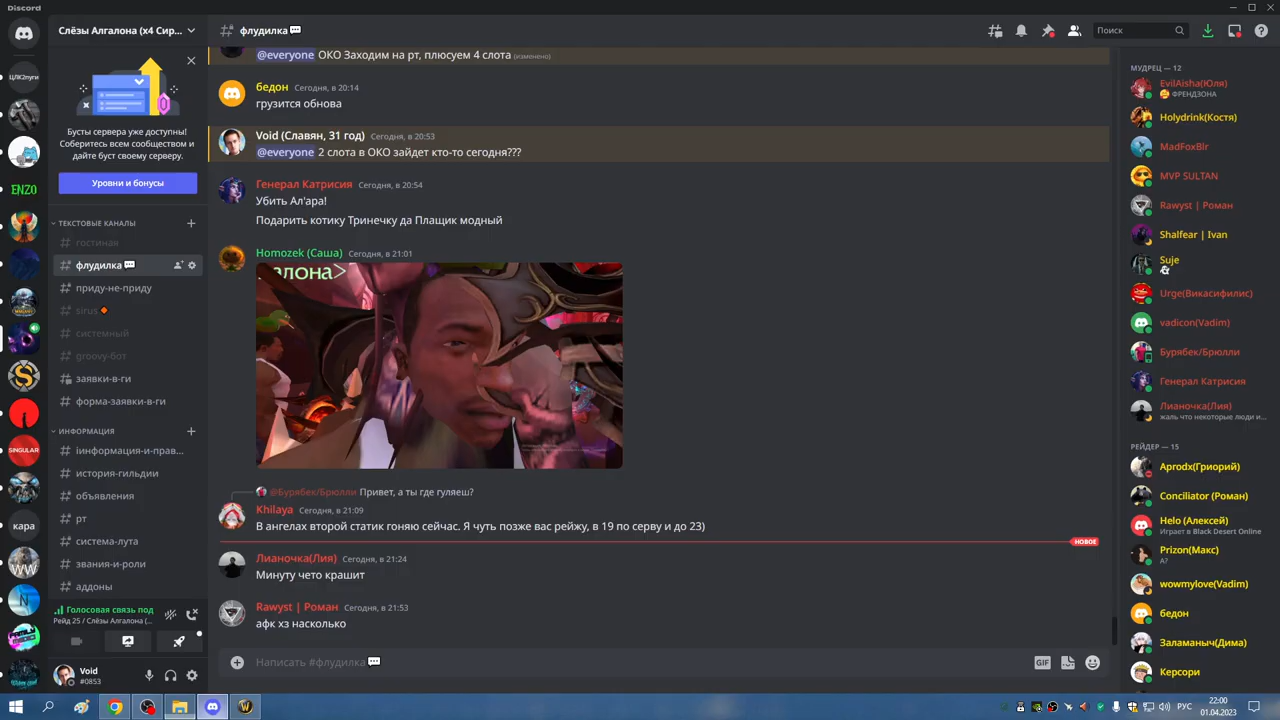 Discord
Слёзы Алгалона (x4 Сир...
флудилка
Поиск
ЦЛК2пуги
ENZO
SINGULAR
кара
WW
Бусты сервера уже доступны!
Соберитесь всем сообществом и
дайте буст своему серверу.
Уровни и бонусы
ТЕКСТОВЫЕ КАНАЛЫ
гостиная
флудилка
приду-не-приду
sirus
системный
groovy-бот
заявки-в-ги
форма-заявки-в-ги
ИНФОРМАЦИЯ
іинформация-и-прав...
история-гильдии
объявления
рт
система-лута
звания-и-роли
аддоны
Голосовая связь под
Рейд 25 / Слёзы Алгалона (...
Void
#0853
@everyone ОКО Заходим на рт, плюсуем 4 слота (изменено)
бедон Сегодня, в 20:14
грузится обнова
Void (Славян, 31 год) Сегодня, в 20:53
@everyone 2 слота в ОКО зайдет кто-то сегодня???
Генерал Катрисия Сегодня, в 20:54
Убить Ал'ара!
Подарить котику Тринечку да Плащик модный
Homozek (Саша) Сегодня, в 21:01
алона>
@Бурябек/Брюлли Привет, а ты где гуляеш?
Khilaya Сегодня, в 21:09
В ангелах второй статик гоняю сейчас. Я чуть позже вас рейжу, в 19 по серву и до 23)
НОВОЕ
Лианочка(Лия) Сегодня, в 21:24
Минуту чето крашит
Rawyst | Роман Сегодня, в 21:53
афк хз насколько
Написать #флудилка
GIF
МУДРЕЦ — 12
EvilAisha(Юля)
ФРЕНДЗОНА
Holydrink(Костя)
MadFoxBir
MVP SULTAN
Rawyst | Роман
Shalfear | Ivan
Suje
Urge(Викасифилис)
vadicon(Vadim)
Бурябек/Брюлли
Генерал Катрисия
Лианочка(Лия)
жаль что некоторые люди и...
РЕЙДЕР — 15
Aprodx(Гриорий)
Conciliator (Роман)
Helo (Алексей)
Играет в Black Desert Online
Prizon(Макс)
А?
wowmylove(Vadim)
бедон
Заламаныч(Дима)
Керсори
РУС
22:00
01.04.2023